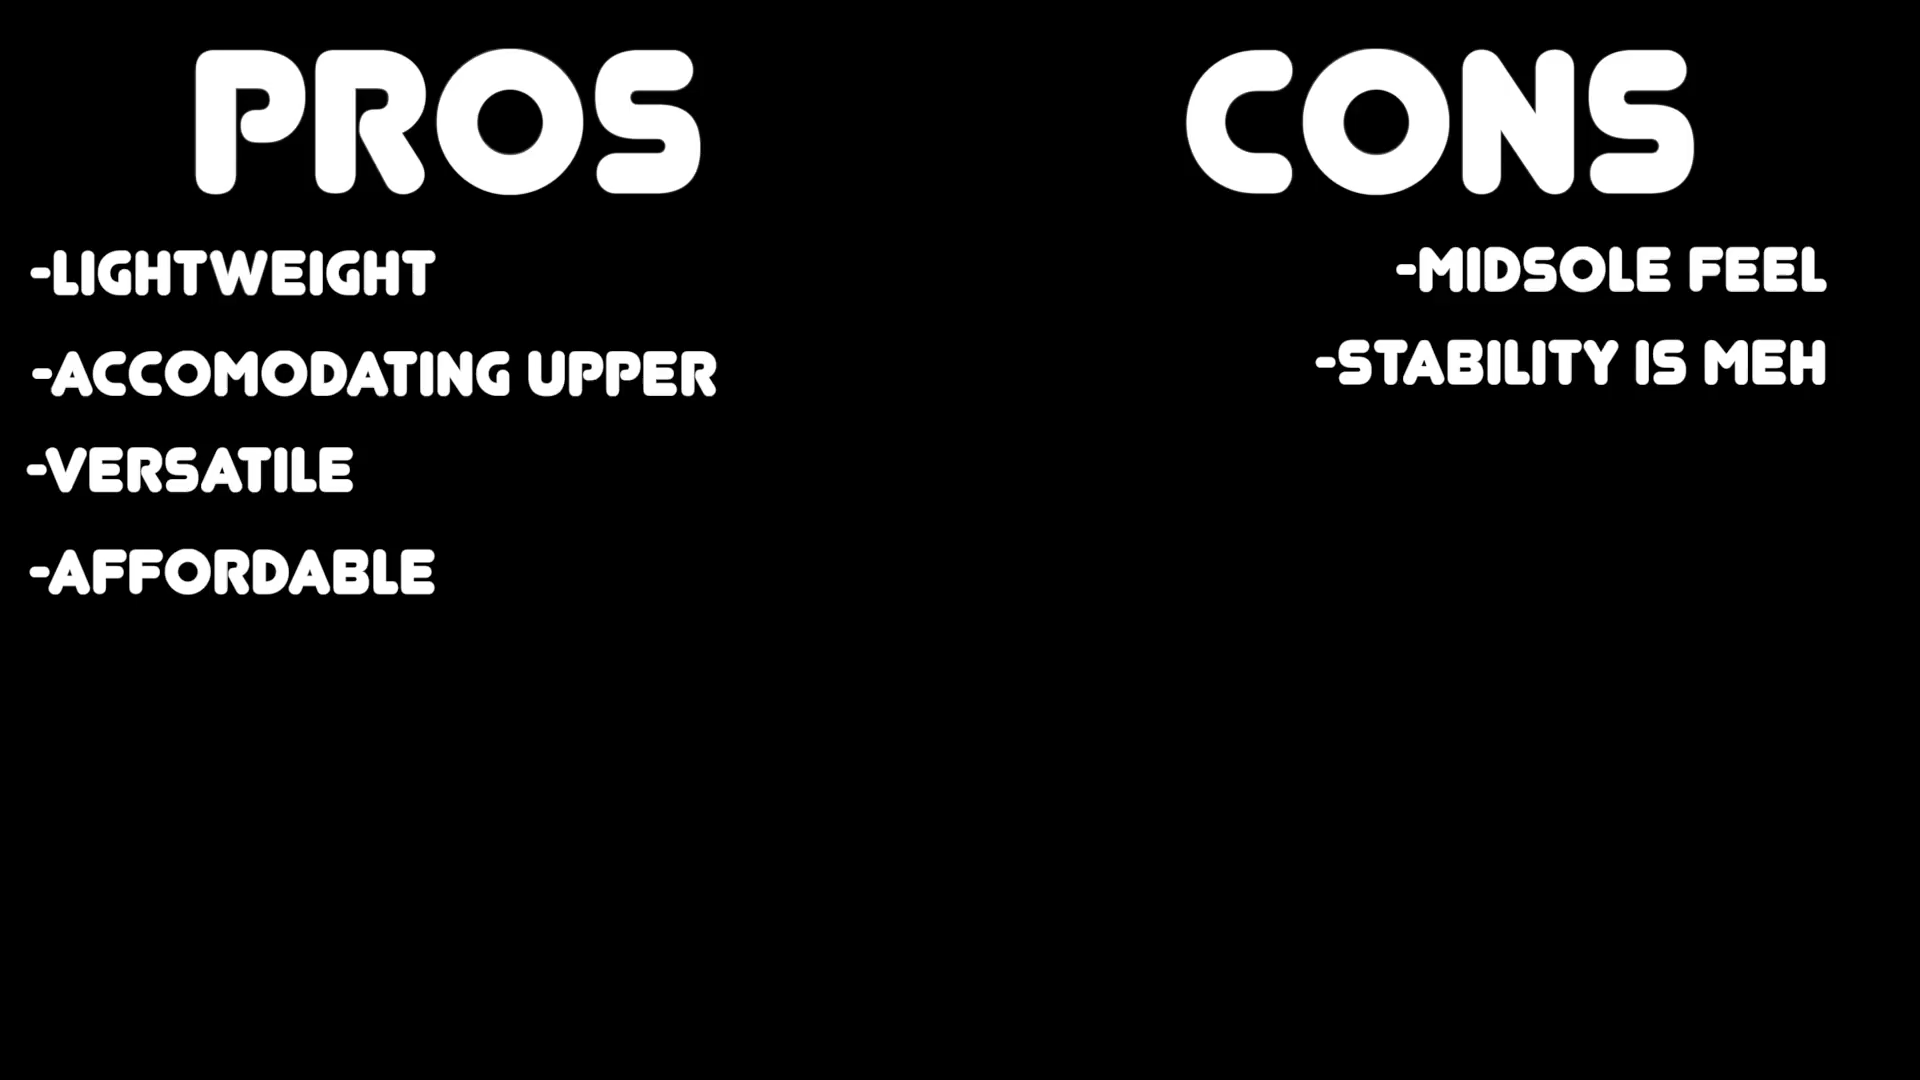 PROS
-LIGHTWEIGHT
-ACCOMODATING UPPER
-VERSATILE
-AFFORDABLE
CONS
-MIDSOLE FEEL
-STABILITY IS MEH